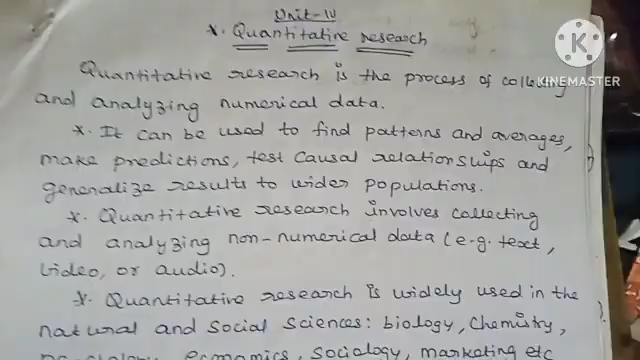 Unit-IV
* Quantitative research
KINEMASTER
Quantitative research is the process of
and analyzing numerical data.
* It can be used to find patterns and averages,
make predictions, test causal relationships and
generalize results to wider populations.
* Quantitative research involves collecting
and analyzing non-numerical data (e.g. text,
video, or audio).
* Quantitative research is widely used in the
natural and social sciences: biology, chemistry,
economics, sociology, marketing etc